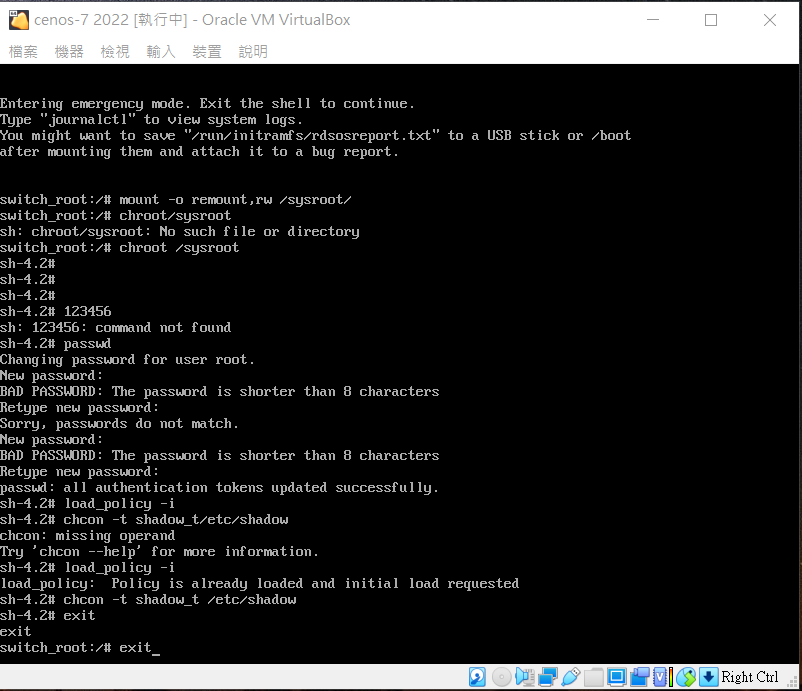 cenos-7 2022 [執行中] - Oracle VM VirtualBox
檔案 機器 檢視 輸入 裝置 說明
Entering emergency mode. Exit the shell to continue.
Type "journalctl" to view system logs.
You might want to save "/run/initramfs/rdsosreport.txt" to a USB stick or /boot
after mounting them and attach it to a bug report.
switch_root:/# mount -o remount,rw /sysroot/
switch_root:/# chroot/sysroot
sh: chroot/sysroot: No such file or directory
switch_root:/# chroot /sysroot
sh-4.2#
sh-4.2#
sh-4.2#
sh-4.2# 123456
sh: 123456: command not found
sh-4.2# passwd
Changing password for user root.
New password:
BAD PASSWORD: The password is shorter than 8 characters
Retype new password:
Sorry, passwords do not match.
New password:
BAD PASSWORD: The password is shorter than 8 characters
Retype new password:
passwd: all authentication tokens updated successfully.
sh-4.2# load_policy -i
sh-4.2# chcon -t shadow_t/etc/shadow
chcon: missing operand
Try 'chcon --help' for more information.
sh-4.2# load_policy -i
load_policy:  Policy is already loaded and initial load requested
sh-4.2# chcon -t shadow_t /etc/shadow
sh-4.2# exit
exit
switch_root:/# exit_
Right Ctrl